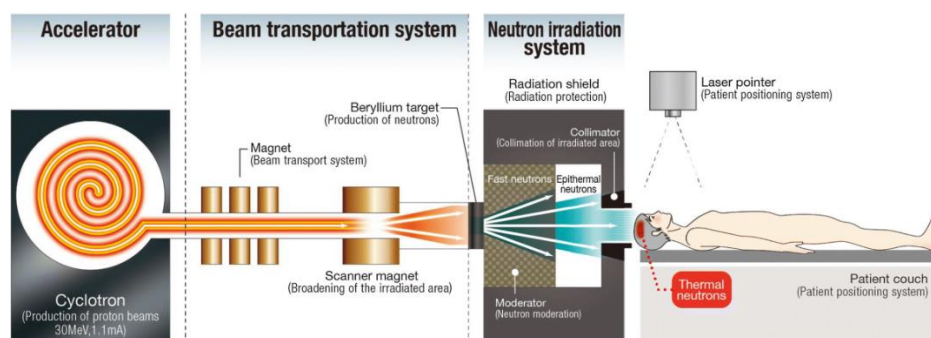 Accelerator
Beam transportation system
Neutron irradiation
system
Radiation shield
(Radiation protection)
Laser pointer
(Patient positioning system)
Beryllium target
(Production of neutrons)
Collimator
(Collimation of irradiated area)
Magnet
(Beam transport system)
Fast neutrons
Epithermal
neutrons
Scanner magnet
(Broadening of the irradiated area)
Cyclotron
(Production of proton beams
30MeV,1.1mA)
Moderator
(Neutron moderation)
Thermal
neutrons
Patient couch
(Patient positioning system)